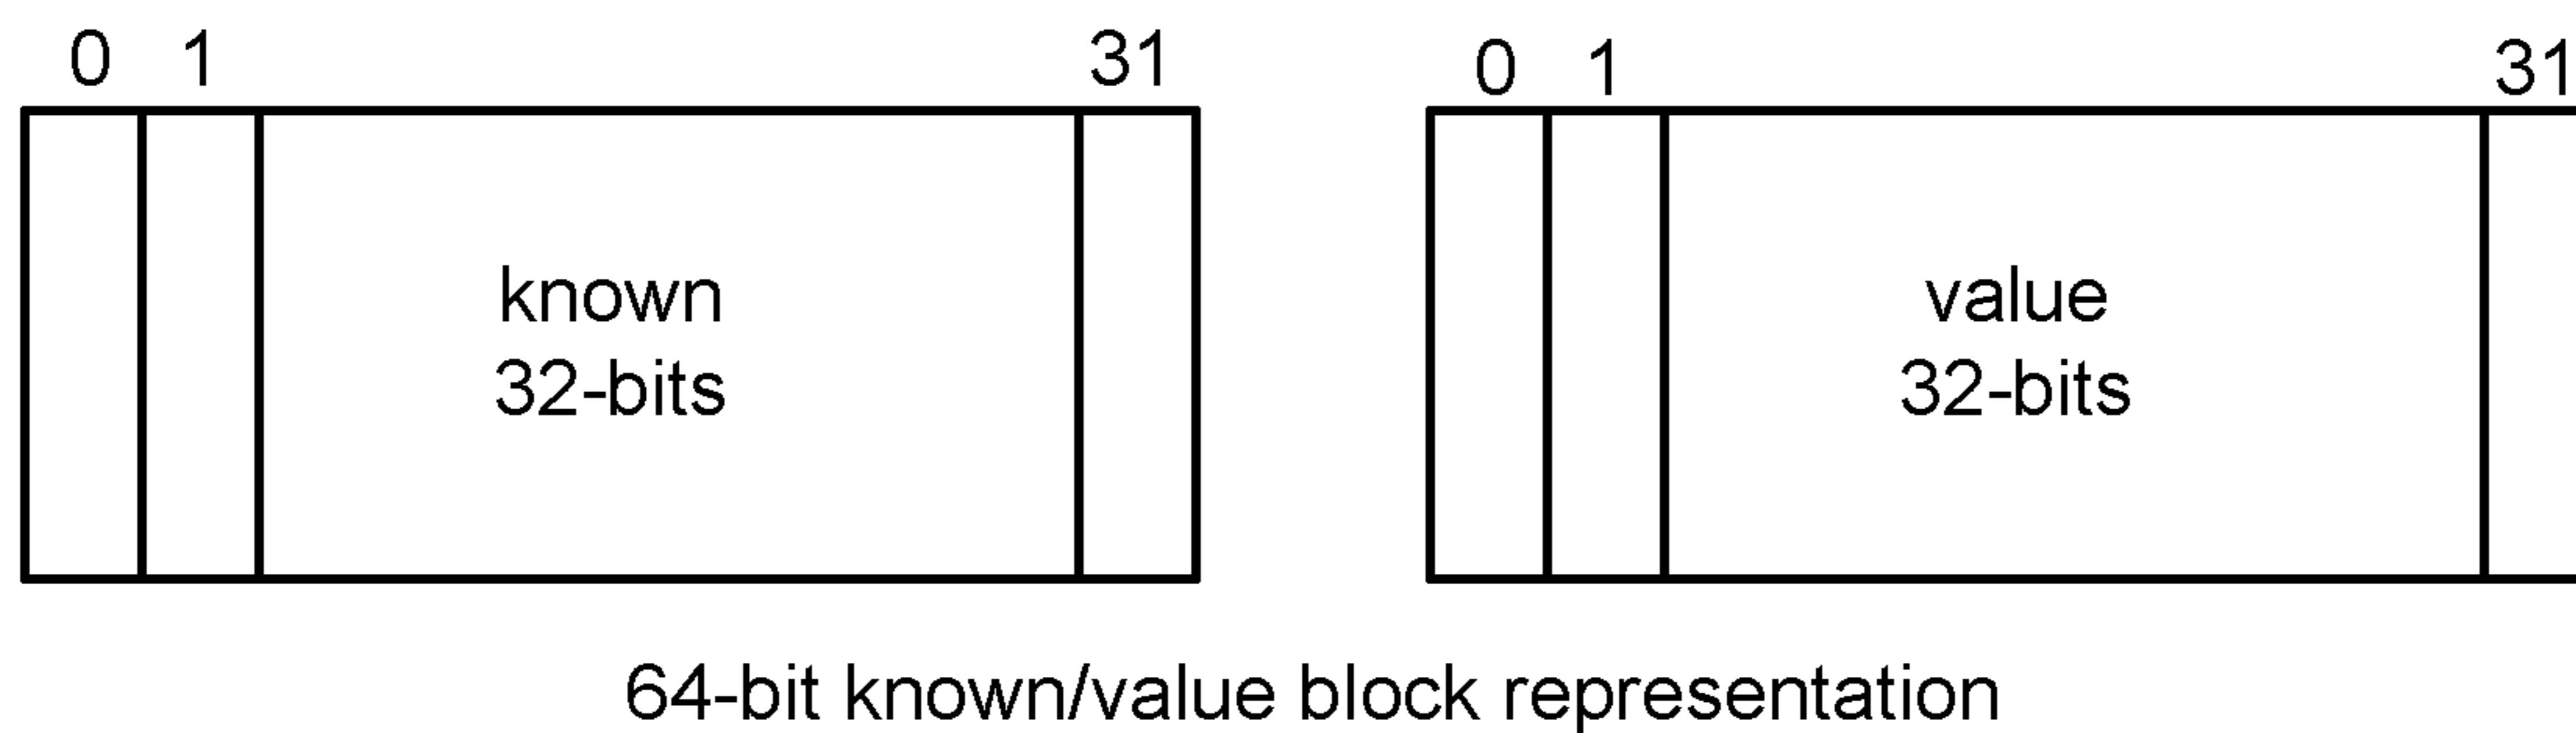 0 1 31 0 1 31
known
32-bits
value
32-bits
64-bit known/value block representation